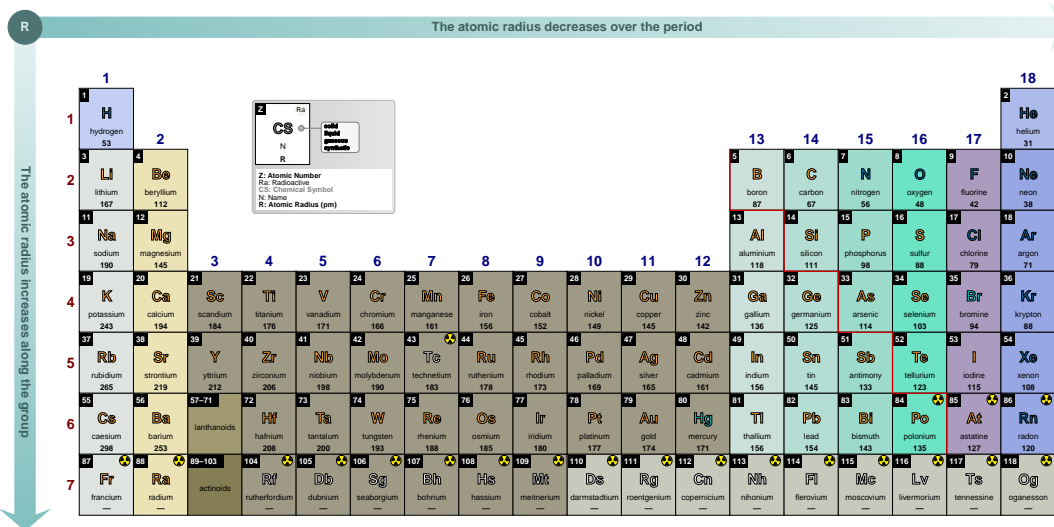 R
The atomic radius decreases over the period
The atomic radius increases along the group
1 18
1
1 H hydrogen 53
2 He helium 31
Z Ra
CS
N
R
solid
liquid
gaseous
synthetic
Z: Atomic Number
Ra: Radioactive
CS: Chemical Symbol
N: Name
R: Atomic Radius (pm)
2 13 14 15 16 17
2
3 Li lithium 167
4 Be beryllium 112
5 B boron 87
6 C carbon 67
7 N nitrogen 56
8 O oxygen 48
9 F fluorine 42
10 Ne neon 38
3
11 Na sodium 190
12 Mg magnesium 145
13 Al aluminium 118
14 Si silicon 111
15 P phosphorus 98
16 S sulfur 88
17 Cl chlorine 79
18 Ar argon 71
3 4 5 6 7 8 9 10 11 12
4
19 K potassium 243
20 Ca calcium 194
21 Sc scandium 184
22 Ti titanium 176
23 V vanadium 171
24 Cr chromium 166
25 Mn manganese 161
26 Fe iron 156
27 Co cobalt 152
28 Ni nickel 149
29 Cu copper 145
30 Zn zinc 142
31 Ga gallium 136
32 Ge germanium 125
33 As arsenic 114
34 Se selenium 103
35 Br bromine 94
36 Kr krypton 88
5
37 Rb rubidium 265
38 Sr strontium 219
39 Y yttrium 212
40 Zr zirconium 206
41 Nb niobium 198
42 Mo molybdenum 190
43 Tc technetium 183
44 Ru ruthenium 178
45 Rh rhodium 173
46 Pd palladium 169
47 Ag silver 165
48 Cd cadmium 161
49 In indium 156
50 Sn tin 145
51 Sb antimony 133
52 Te tellurium 123
53 I iodine 115
54 Xe xenon 108
6
55 Cs caesium 298
56 Ba barium 253
57–71 lanthanoids
72 Hf hafnium 208
73 Ta tantalum 200
74 W tungsten 193
75 Re rhenium 188
76 Os osmium 185
77 Ir iridium 180
78 Pt platinum 177
79 Au gold 174
80 Hg mercury 171
81 Tl thallium 156
82 Pb lead 154
83 Bi bismuth 143
84 Po polonium 135
85 At astatine 127
86 Rn radon 120
7
87 Fr francium —
88 Ra radium —
89–103 actinoids
104 Rf rutherfordium —
105 Db dubnium —
106 Sg seaborgium —
107 Bh bohrium —
108 Hs hassium —
109 Mt meitnerium —
110 Ds darmstadtium —
111 Rg roentgenium —
112 Cn copernicium —
113 Nh nihonium —
114 Fl flerovium —
115 Mc moscovium —
116 Lv livermorium —
117 Ts tennessine —
118 Og oganesson —